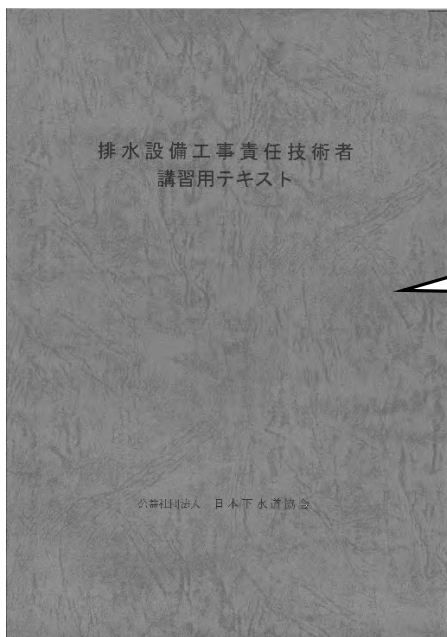 排水設備工事責任技術者
講習用テキスト
公益社団法人 日本下水道協会